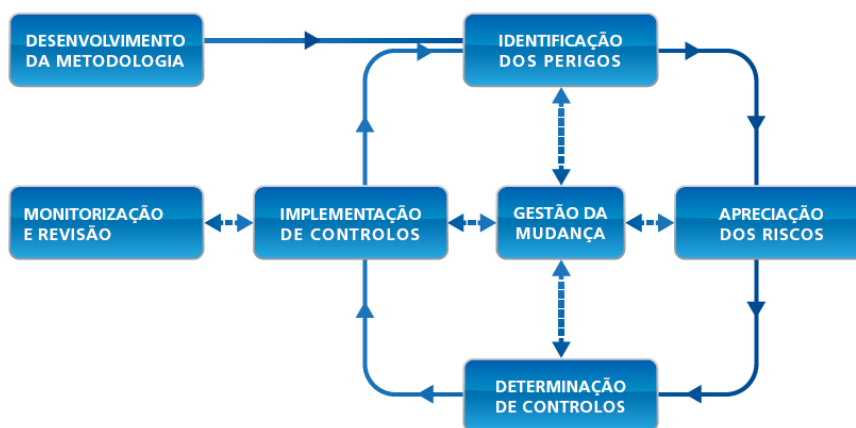 DESENVOLVIMENTO
DA METODOLOGIA
IDENTIFICAÇÃO
DOS PERIGOS
MONITORIZAÇÃO
E REVISÃO
IMPLEMENTAÇÃO
DE CONTROLOS
GESTÃO DA
MUDANÇA
APRECIAÇÃO
DOS RISCOS
DETERMINAÇÃO
DE CONTROLOS